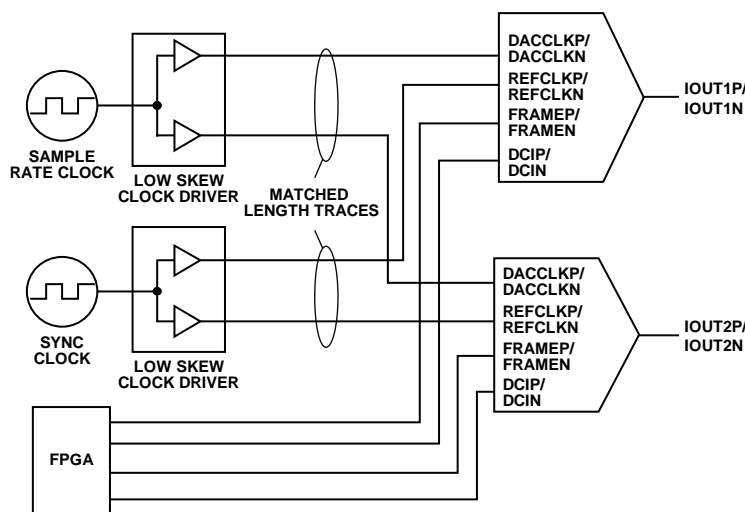 SAMPLE
RATE CLOCK
LOW SKEW
CLOCK DRIVER
MATCHED
LENGTH TRACES
DACCLKP/
DACCLKN
REFCLKP/
REFCLKN
FRAMEP/
FRAMEN
DCIP/
DCIN
IOUT1P/
IOUT1N
SYNC
CLOCK
LOW SKEW
CLOCK DRIVER
DACCLKP/
DACCLKN
REFCLKP/
REFCLKN
FRAMEP/
FRAMEN
DCIP/
DCIN
IOUT2P/
IOUT2N
FPGA